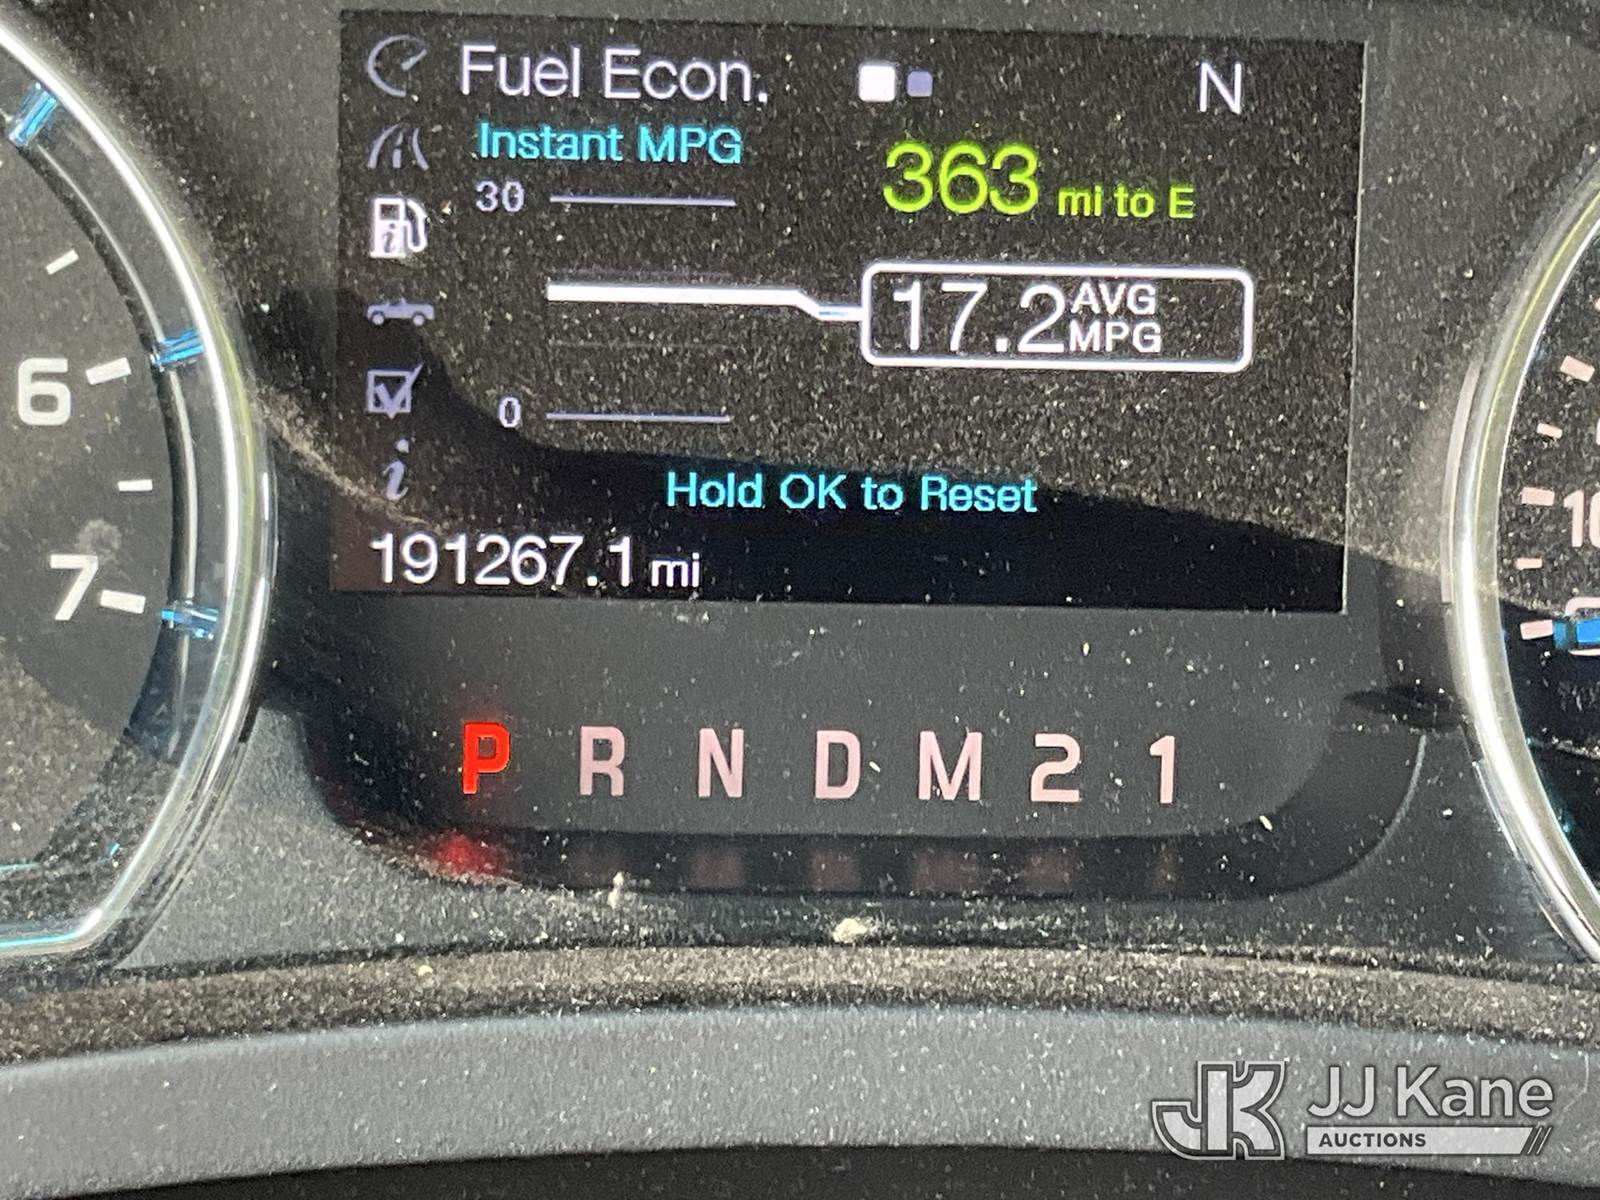 Fuel Econ.
N
Instant MPG
30
363 mi to E
17.2 AVG MPG
0
Hold OK to Reset
191267.1 mi
6
7
P R N D M 2 1
JK JJ Kane
AUCTIONS